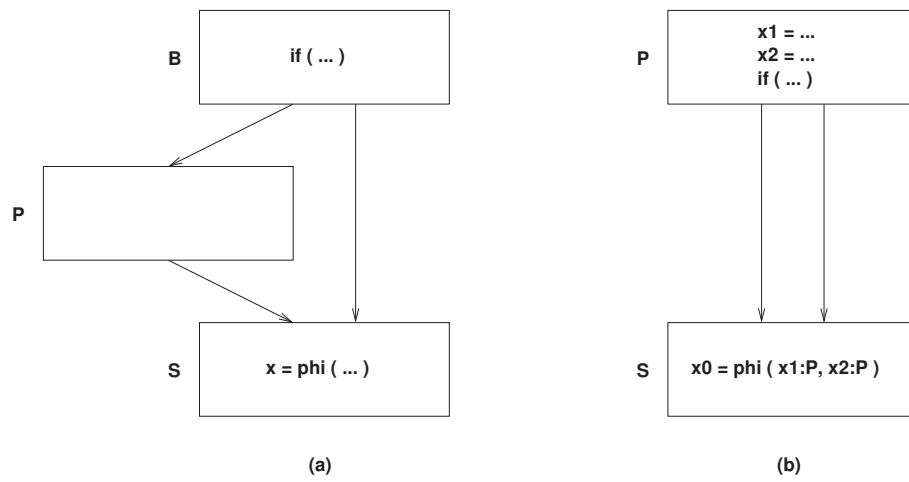 B
if ( ... )
P
S
x = phi ( ... )
(a)
P
x1 = ...
x2 = ...
if ( ... )
S
x0 = phi ( x1:P, x2:P )
(b)